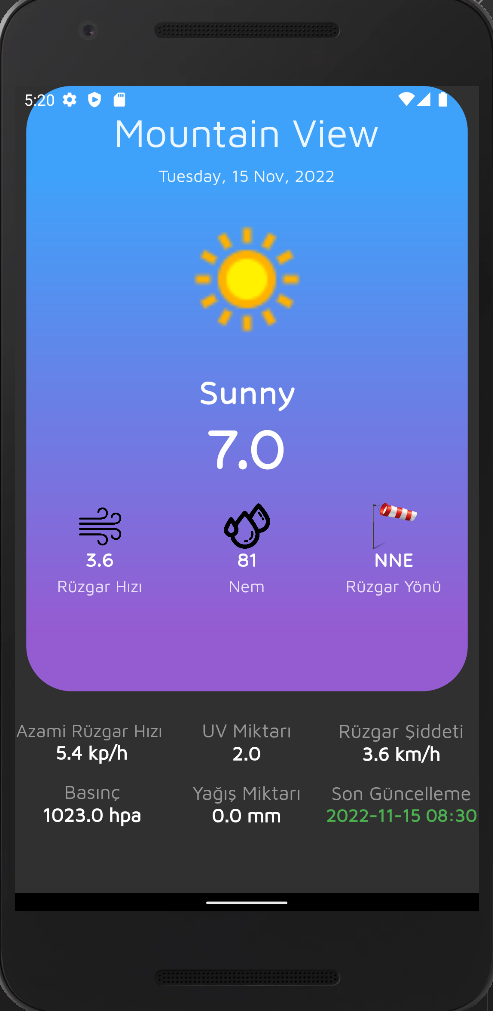 5:20
Mountain View
Tuesday, 15 Nov, 2022
Sunny
7.0
3.6 81 NNE
Rüzgar Hızı Nem Rüzgar Yönü
Azami Rüzgar Hızı UV Miktarı Rüzgar Şiddeti
5.4 kp/h 2.0 3.6 km/h
Basınç Yağış Miktarı Son Güncelleme
1023.0 hpa 0.0 mm 2022-11-15 08:30